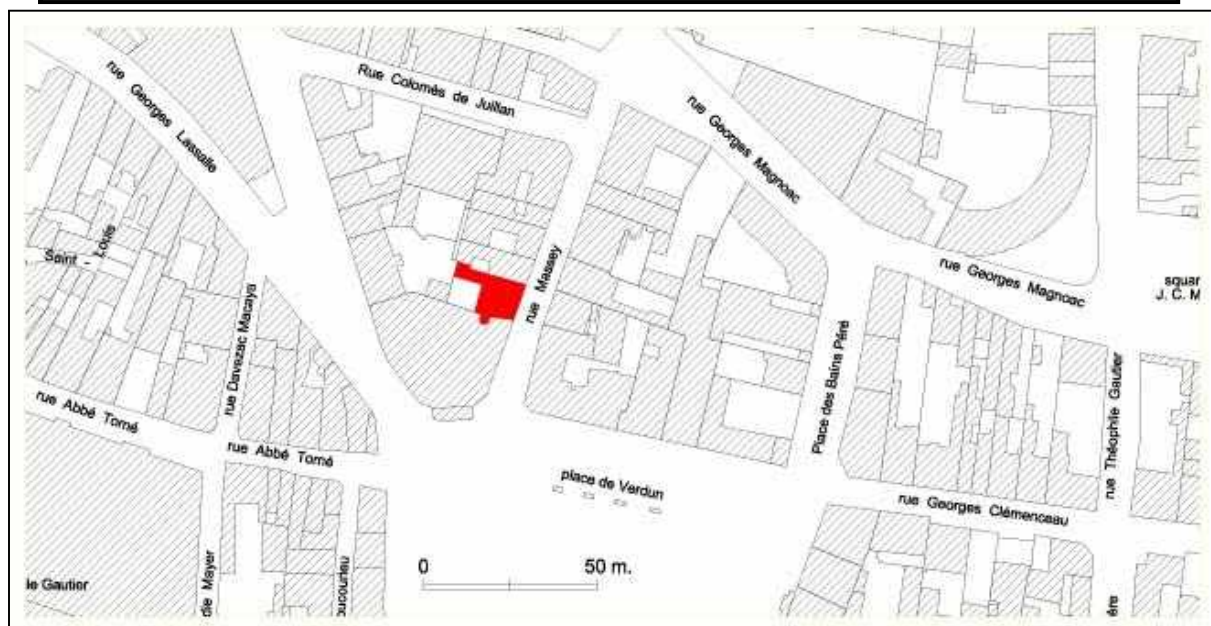 rue Georges Lassalle
Rue Colomès de Juillan
rue Georges Magnoac
rue Massey
rue Georges Magnoac
squar
J. C. M
Saint - Louis
rue Davezac Macaya
Place des Bains Péré
rue Théophile Gautier
rue Abbé Torné
rue Abbé Torné
place de Verdun
rue Georges Clémenceau
0 50 m.
le Gautier
die Mayer
ère